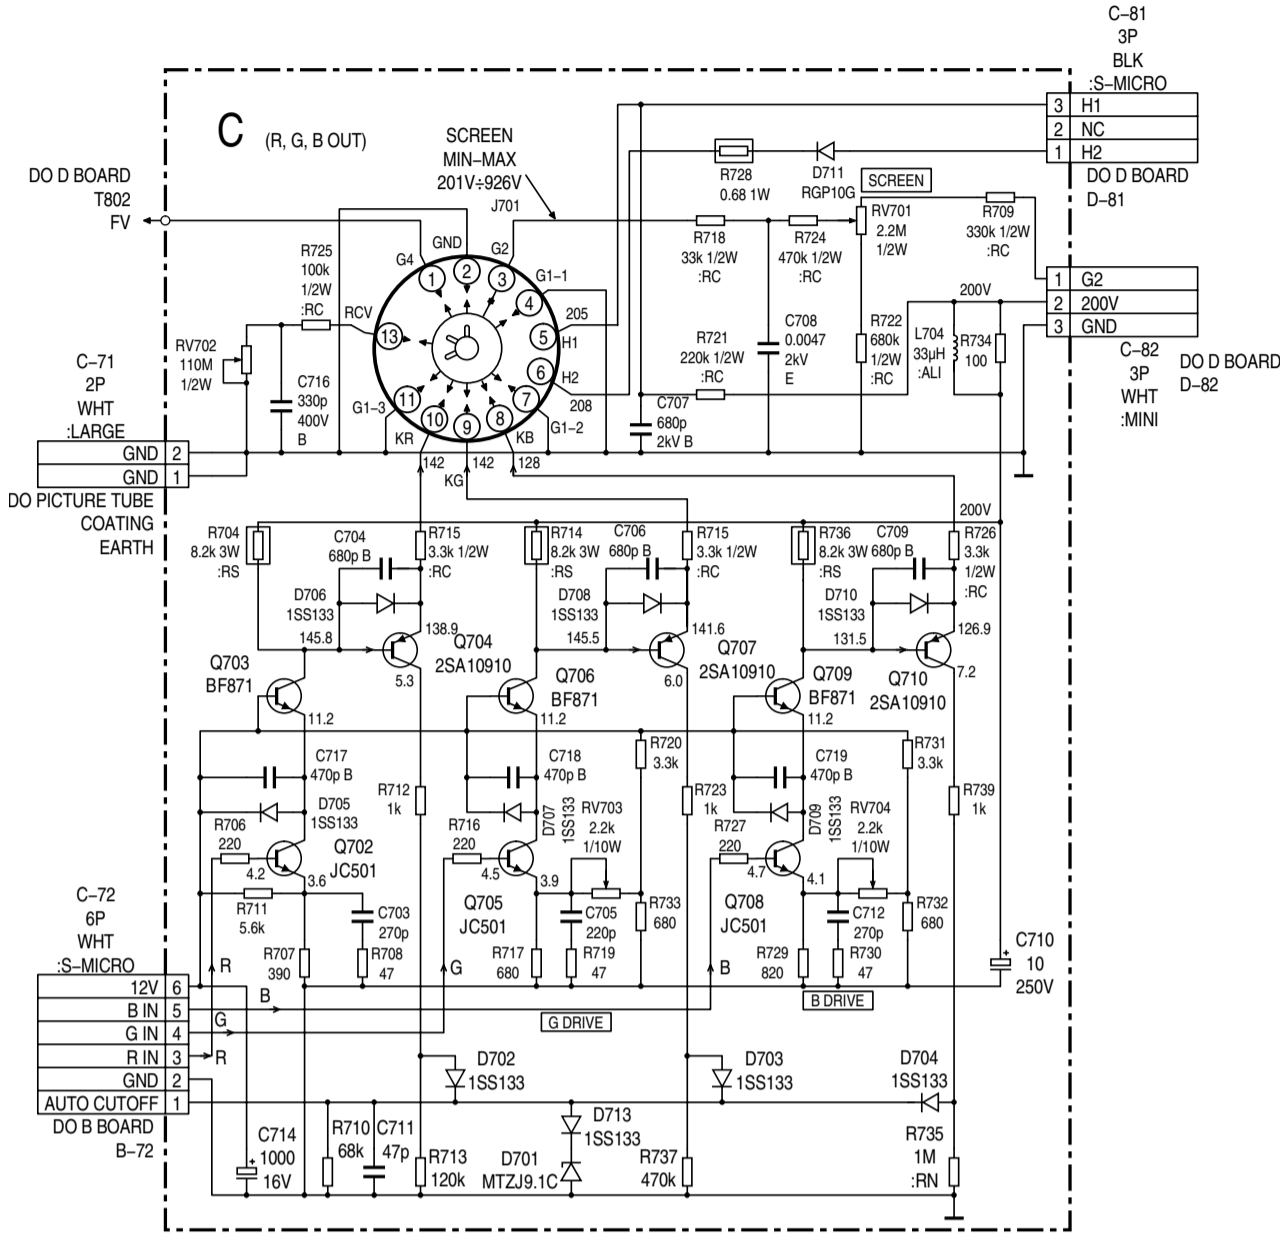 C-81
3P
BLK
:S-MICRO
3 H1
2 NC
1 H2
DO D BOARD
D-81
C (R, G, B OUT)
SCREEN
MIN-MAX
201V÷926V
J701
DO D BOARD
T802
FV
R728
0.68 1W
D711
RGP10G
SCREEN
RV701
2.2M
1/2W
R709
330k 1/2W
:RC
R718
33k 1/2W
:RC
R724
470k 1/2W
:RC
1 G2
2 200V
3 GND
C-82
3P
WHT
:MINI
DO D BOARD
D-82
200V
R725
100k
1/2W
:RC
G4
GND
G2
G1-1
RCV
205
H1
H2
208
G1-2
KB
KG
KR
G1-3
1
2
3
4
5
6
7
8
9
10
11
13
142
142
128
RV702
110M
1/2W
C716
330p
400V
B
R721
220k 1/2W
:RC
C708
0.0047
2kV
E
R722
680k
1/2W
:RC
L704
33µH
:ALI
R734
100
C707
680p
2kV B
C-71
2P
WHT
:LARGE
GND 2
GND 1
DO PICTURE TUBE
COATING
EARTH
200V
R704
8.2k 3W
:RS
C704
680p B
R715
3.3k 1/2W
:RC
R714
8.2k 3W
:RS
C706
680p B
R715
3.3k 1/2W
:RC
R736
8.2k 3W
:RS
C709
680p B
R726
3.3k
1/2W
:RC
D706
1SS133
D708
1SS133
D710
1SS133
145.8
138.9
145.5
141.6
131.5
126.9
Q703
BF871
Q704
2SA10910
Q706
BF871
Q707
2SA10910
Q709
BF871
Q710
2SA10910
5.3
6.0
7.2
11.2
11.2
11.2
C717
470p B
C718
470p B
R720
3.3k
C719
470p B
R731
3.3k
D705
1SS133
R712
1k
D707
1SS133
RV703
2.2k
1/10W
R723
1k
D709
1SS133
RV704
2.2k
1/10W
R739
1k
R706
220
4.2
Q702
JC501
3.6
R716
220
4.5
3.9
R727
220
4.7
4.1
R711
5.6k
C703
270p
Q705
JC501
C705
220p
R733
680
Q708
JC501
C712
270p
R732
680
R707
390
R708
47
R717
680
R719
47
R729
820
R730
47
C710
+
10
250V
C-72
6P
WHT
:S-MICRO
12V 6
B IN 5
G IN 4
R IN 3
GND 2
AUTO CUTOFF 1
DO B BOARD
B-72
R
G
B
B
G
R
G DRIVE
B DRIVE
D702
1SS133
D703
1SS133
D704
1SS133
D713
1SS133
C714
+
1000
16V
R710
68k
C711
47p
R713
120k
D701
MTZJ9.1C
R737
470k
R735
1M
:RN